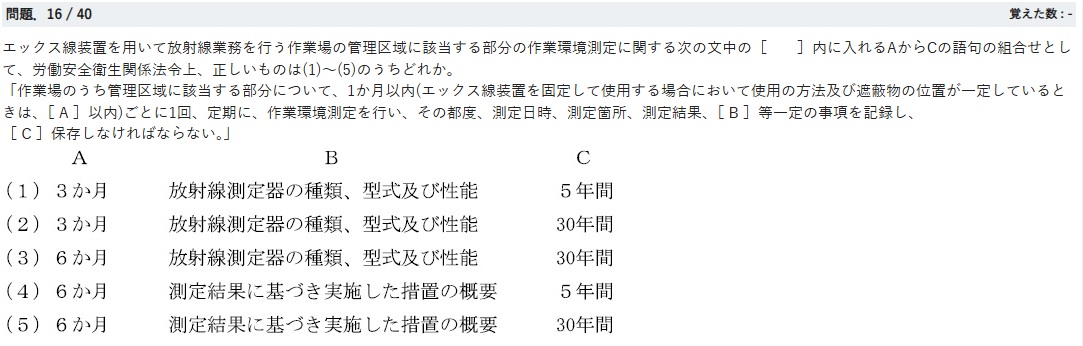 問題．16 / 40 覚えた数：-
エックス線装置を用いて放射線業務を行う作業場の管理区域に該当する部分の作業環境測定に関する次の文中の［　　］内に入れるAからCの語句の組合せとし
て、労働安全衛生関係法令上、正しいものは(1)～(5)のうちどれか。
「作業場のうち管理区域に該当する部分について、1か月以内(エックス線装置を固定して使用する場合において使用の方法及び遮蔽物の位置が一定していると
きは、［ A ］以内)ごとに1回、定期に、作業環境測定を行い、その都度、測定日時、測定箇所、測定結果、［ B ］等一定の事項を記録し、
［ C ］保存しなければならない。」
A B C
（1）３か月 放射線測定器の種類、型式及び性能 ５年間
（2）３か月 放射線測定器の種類、型式及び性能 30年間
（3）６か月 放射線測定器の種類、型式及び性能 30年間
（4）６か月 測定結果に基づき実施した措置の概要 ５年間
（5）６か月 測定結果に基づき実施した措置の概要 30年間